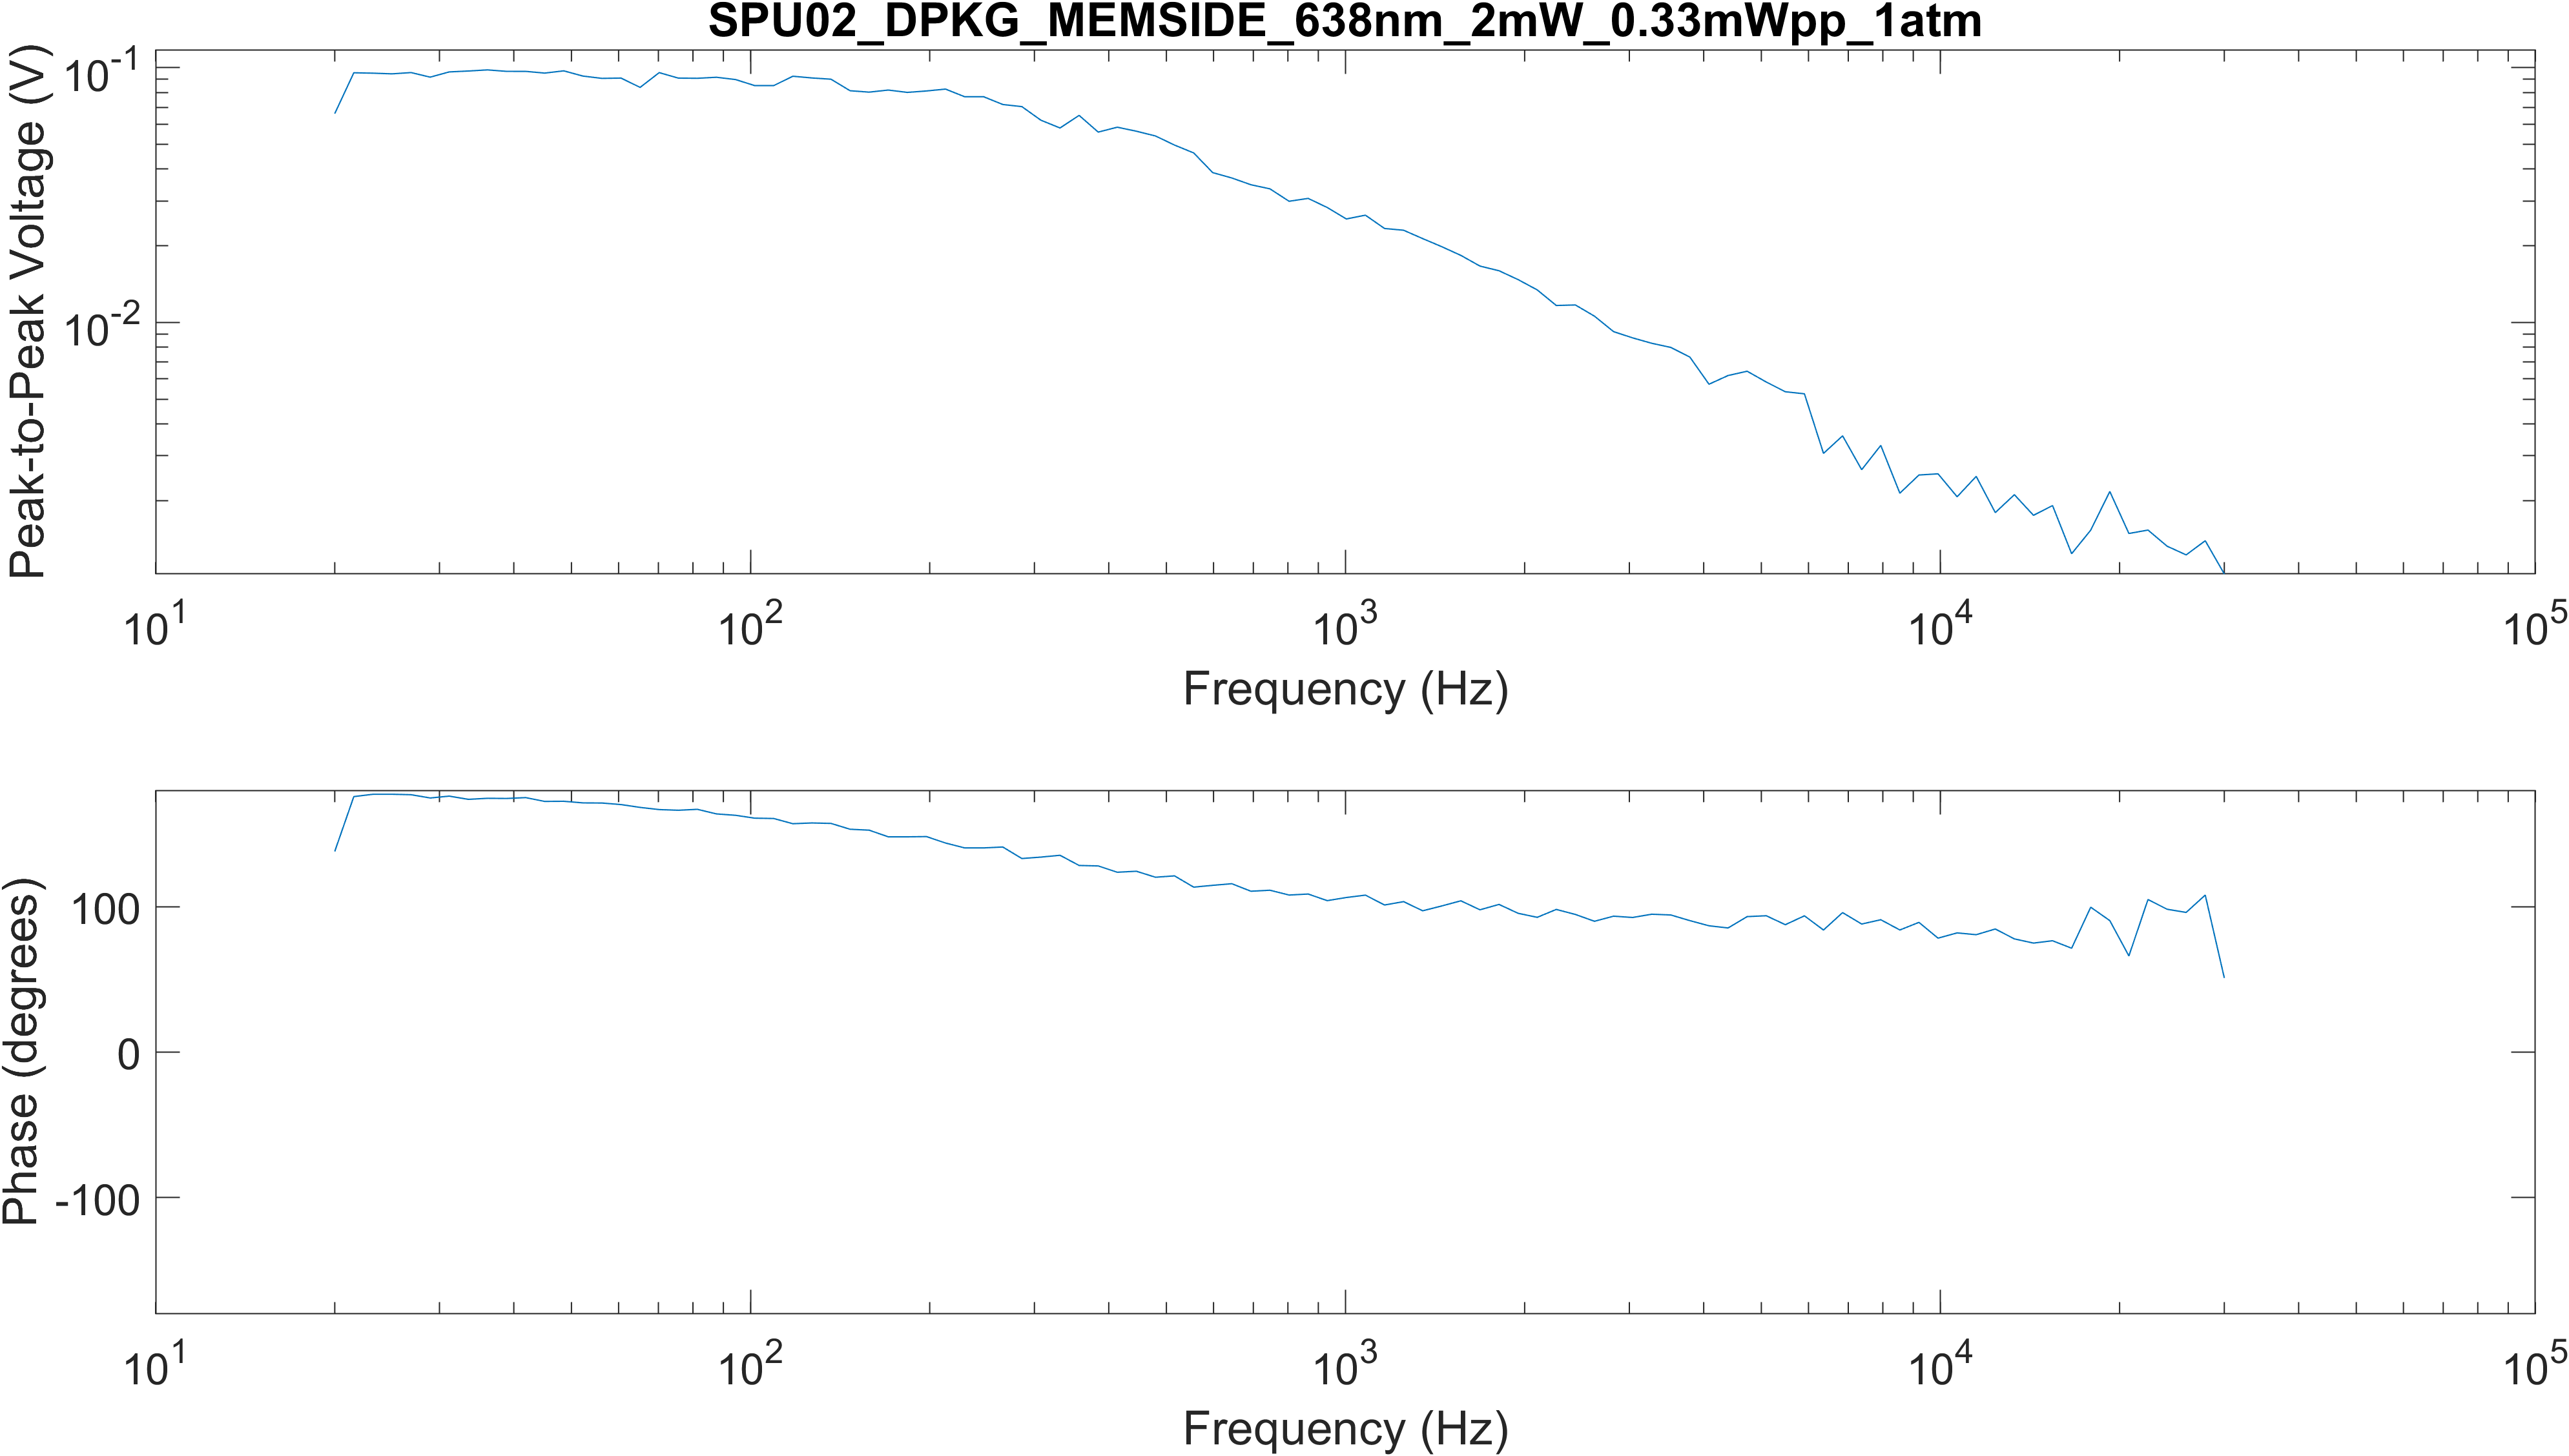 SPU02_DPKG_MEMSIDE_638nm_2mW_0.33mWpp_1atm
Peak-to-Peak Voltage (V)
10^-1
10^-2
10^1 10^2 10^3 10^4 10^5
Frequency (Hz)
Phase (degrees)
100
0
-100
10^1 10^2 10^3 10^4 10^5
Frequency (Hz)